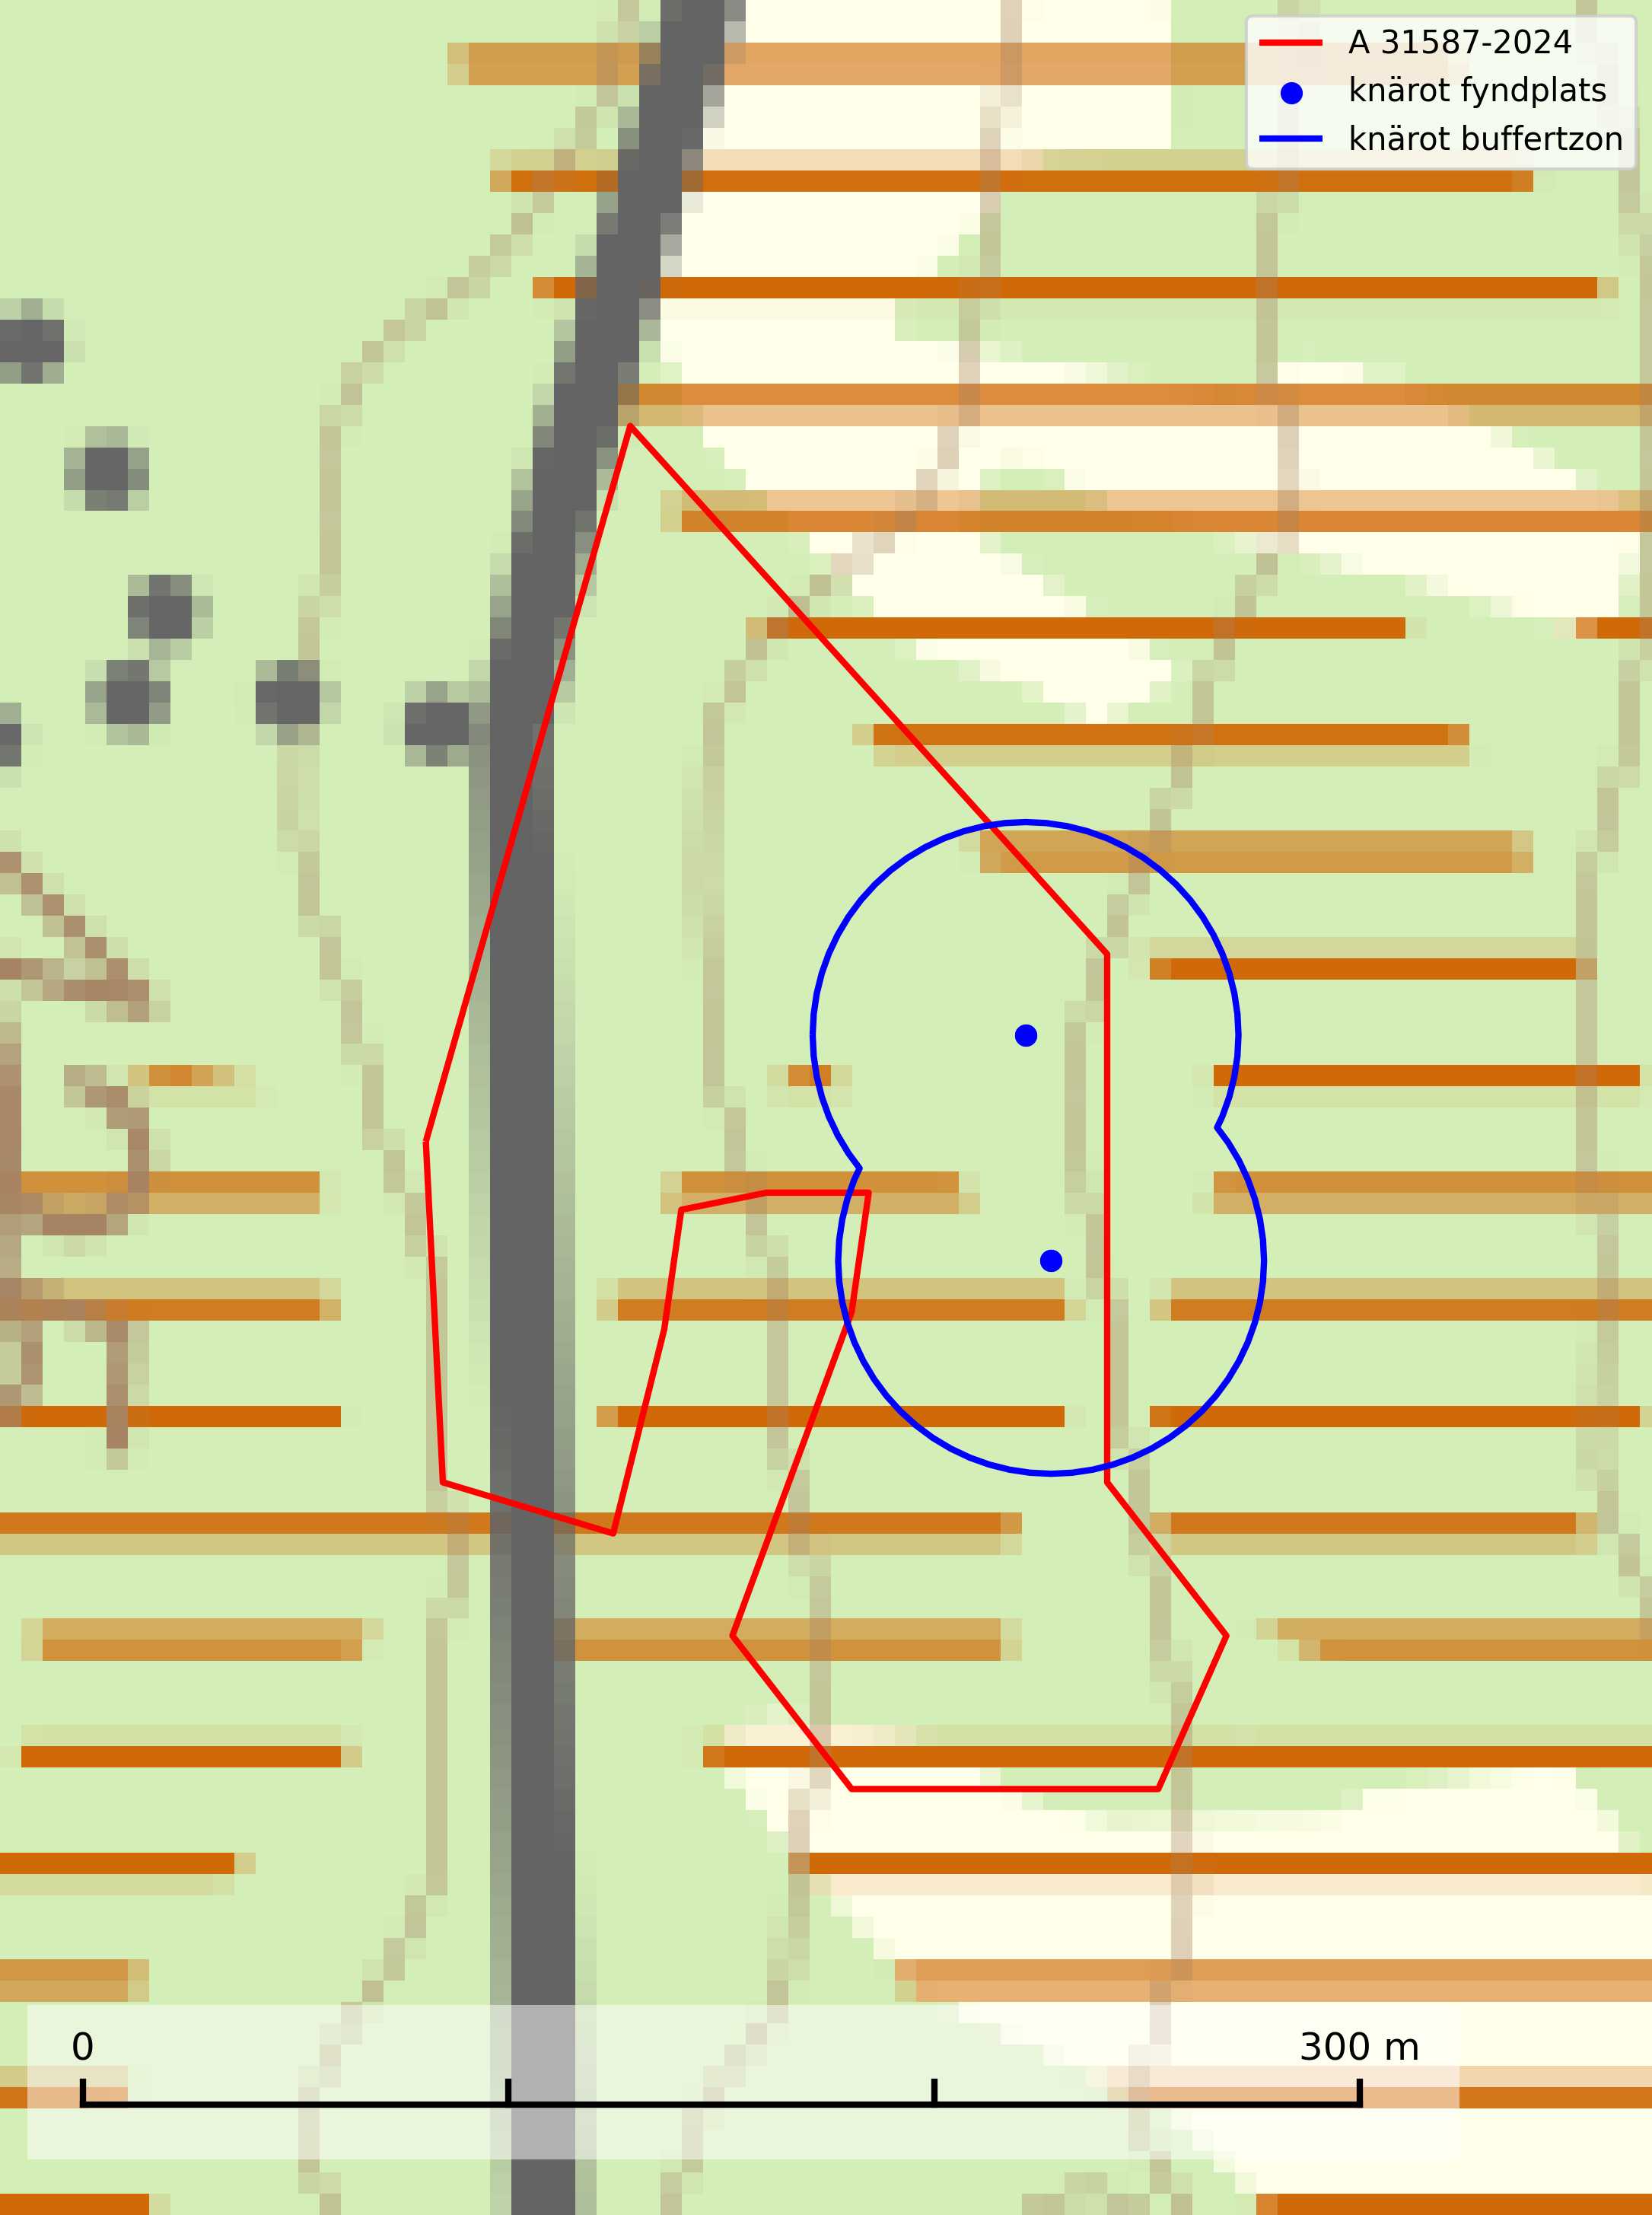 A 31587-2024
knärot fyndplats
knärot buffertzon
0
300 m